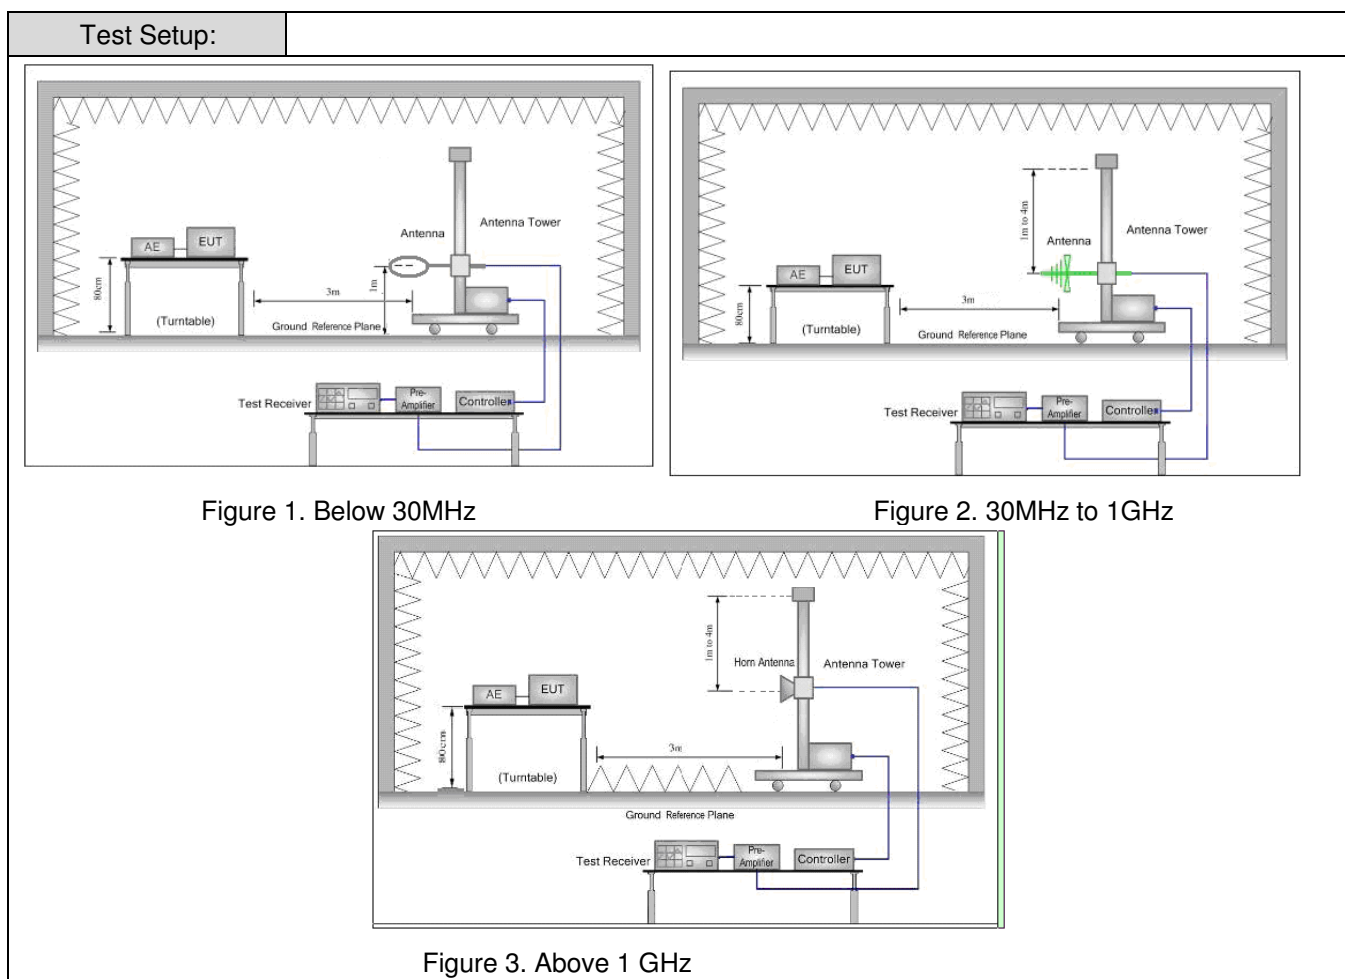 Test Setup:
Antenna Tower
Antenna
AE
EUT
80cm
1m
3m
(Turntable)
Ground Reference Plane
Test Receiver
Pre-
Amplifier
Controller
Figure 1. Below 30MHz
1m to 4m
Antenna
Antenna Tower
AE
EUT
80cm
3m
(Turntable)
Ground Reference Plane
Test Receiver
Pre-
Amplifier
Controller
Figure 2. 30MHz to 1GHz
1m to 4m
Horn Antenna
Antenna Tower
AE
EUT
80cm
3m
(Turntable)
Ground Reference Plane
Test Receiver
Pre-
Amplifier
Controller
Figure 3. Above 1 GHz